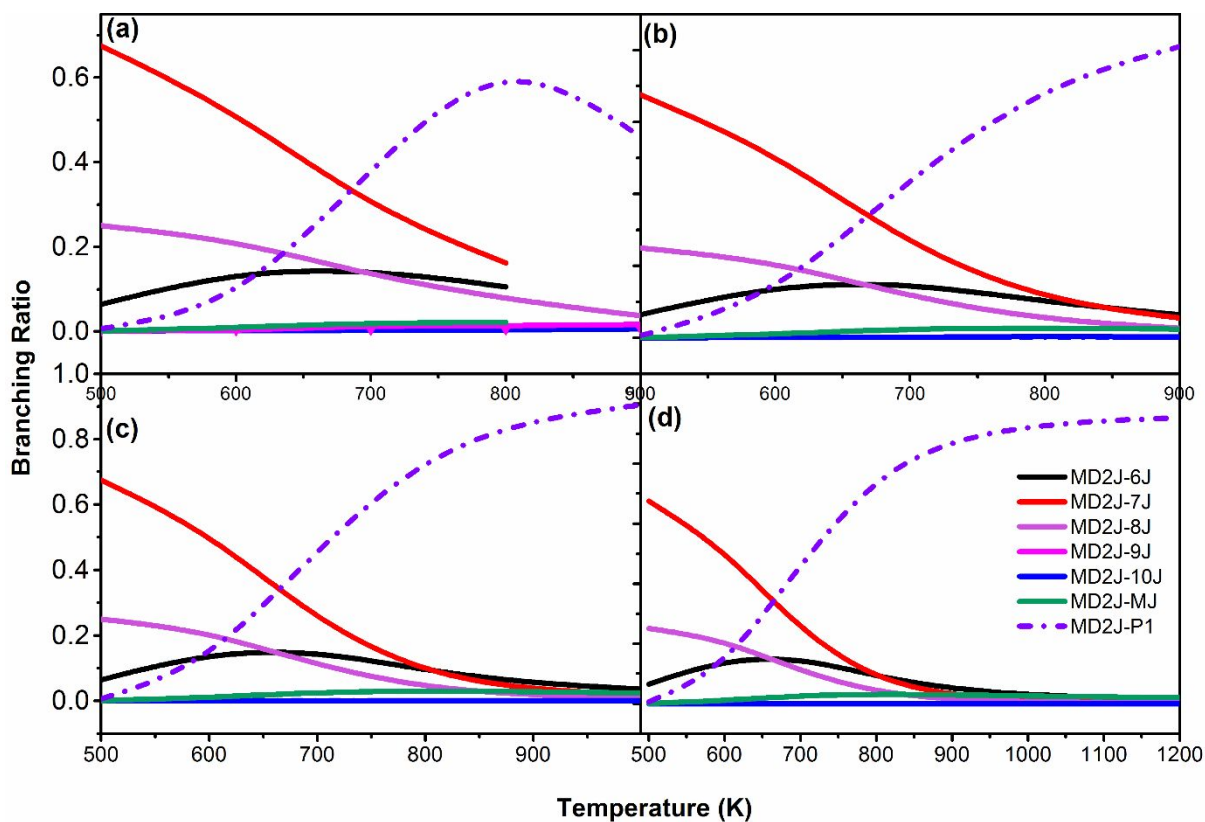 (a)
(b)
0.6
0.4
0.2
0.0
1.0
500 600 700 800 900
600 700 800 900
Branching Ratio
(c)
(d)
0.8
0.6
0.4
0.2
0.0
MD2J-6J
MD2J-7J
MD2J-8J
MD2J-9J
MD2J-10J
MD2J-MJ
MD2J-P1
500 600 700 800 900
500 600 700 800 900 1000 1100 1200
Temperature (K)